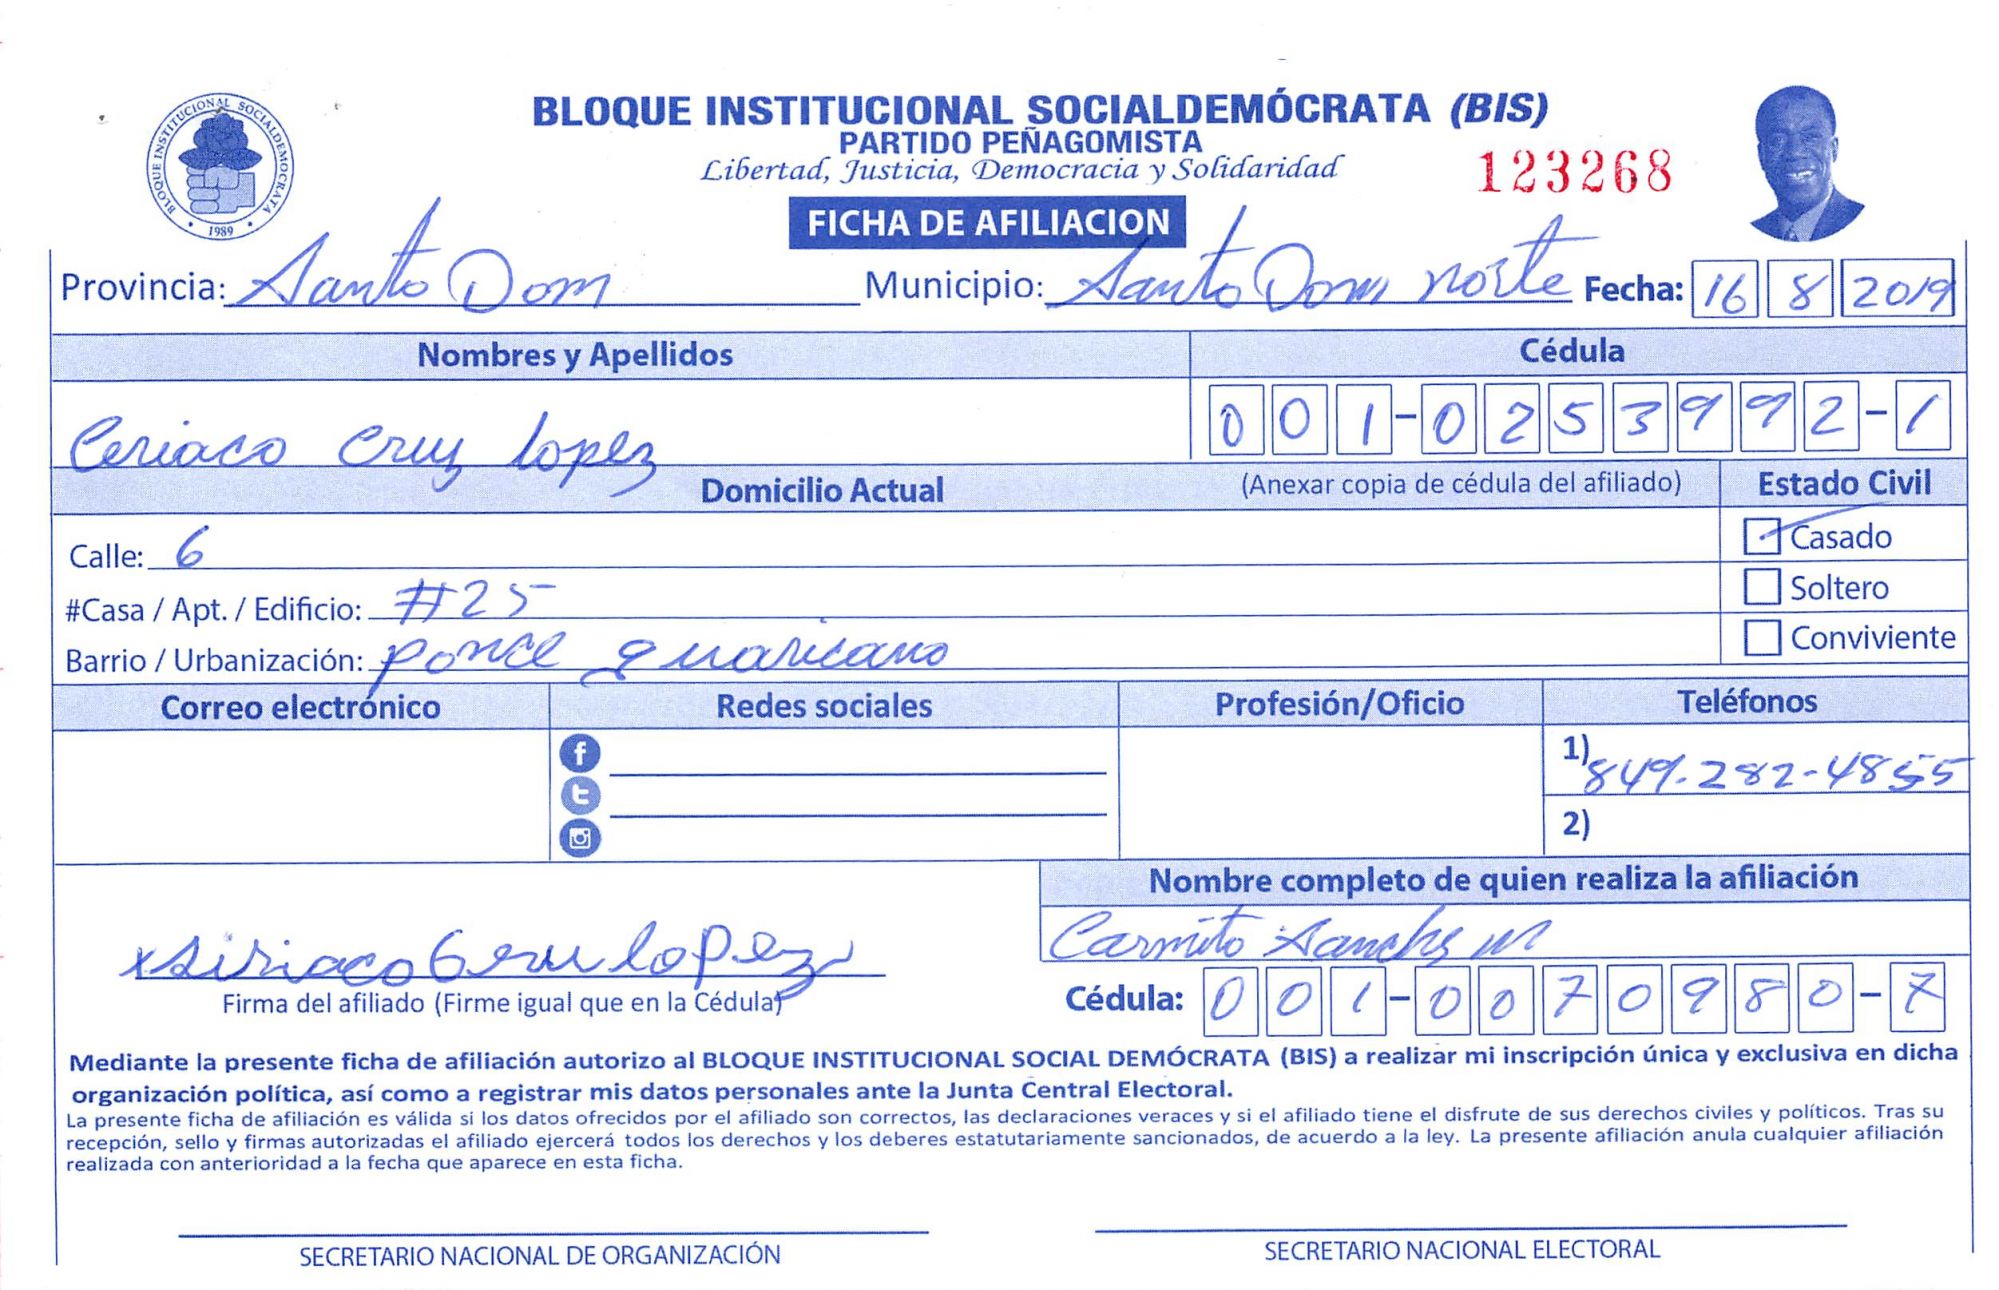 BLOQUE INSTITUCIONAL SOCIALDEMÓCRATA (BIS)
PARTIDO PEÑAGOMISTA
Libertad, Justicia, Democracia y Solidaridad
123268
BLOQUE INSTITUCIONAL SOCIALDEMOCRATA
1989
FICHA DE AFILIACION
Provincia: Santo Dom Municipio: Santo Dom norte Fecha: 16 8 2019
Nombres y Apellidos Cédula
Ceriaco Cruz lopez 001-0253992-1
Domicilio Actual (Anexar copia de cédula del afiliado) Estado Civil
Calle: 6 Casado
#Casa / Apt. / Edificio: #25 Soltero
Barrio / Urbanización: ponce guaricano Conviviente
Correo electrónico Redes sociales Profesión/Oficio Teléfonos
1) 849-282-4855
2)
Nombre completo de quien realiza la afiliación
Carmito Sanchez m
x siriaco lopez
Firma del afiliado (Firme igual que en la Cédula)
Cédula: 001-0070980-7
Mediante la presente ficha de afiliación autorizo al BLOQUE INSTITUCIONAL SOCIAL DEMÓCRATA (BIS) a realizar mi inscripción única y exclusiva en dicha
organización política, así como a registrar mis datos personales ante la Junta Central Electoral.
La presente ficha de afiliación es válida si los datos ofrecidos por el afiliado son correctos, las declaraciones veraces y si el afiliado tiene el disfrute de sus derechos civiles y políticos. Tras su
recepción, sello y firmas autorizadas el afiliado ejercerá todos los derechos y los deberes estatutariamente sancionados, de acuerdo a la ley. La presente afiliación anula cualquier afiliación
realizada con anterioridad a la fecha que aparece en esta ficha.
SECRETARIO NACIONAL DE ORGANIZACIÓN SECRETARIO NACIONAL ELECTORAL